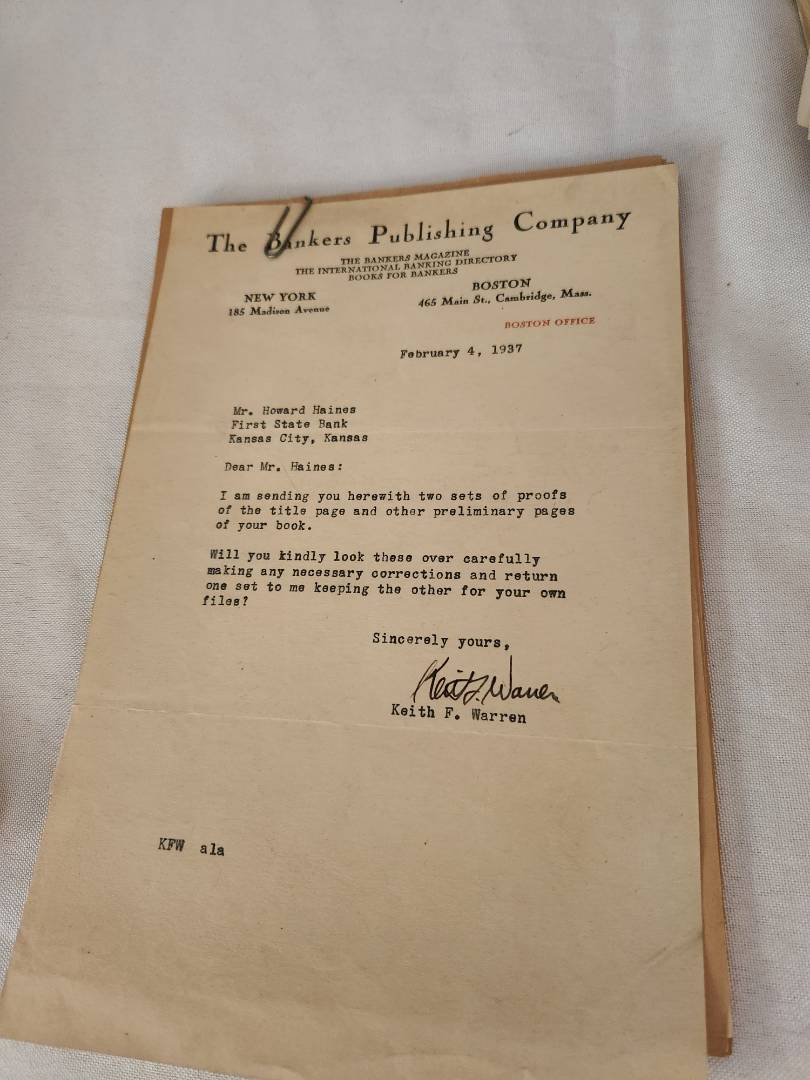 The Bankers Publishing Company
THE BANKERS MAGAZINE
THE INTERNATIONAL BANKING DIRECTORY
BOOKS FOR BANKERS
NEW YORK
185 Madison Avenue
BOSTON
465 Main St., Cambridge, Mass.
BOSTON OFFICE
February 4, 1937
Mr. Howard Haines
First State Bank
Kansas City, Kansas
Dear Mr. Haines:
I am sending you herewith two sets of proofs
of the title page and other preliminary pages
of your book.
Will you kindly look these over carefully
making any necessary corrections and return
one set to me keeping the other for your own
files?
Sincerely yours,
Keith F. Warren
Keith F. Warren
KFW ala